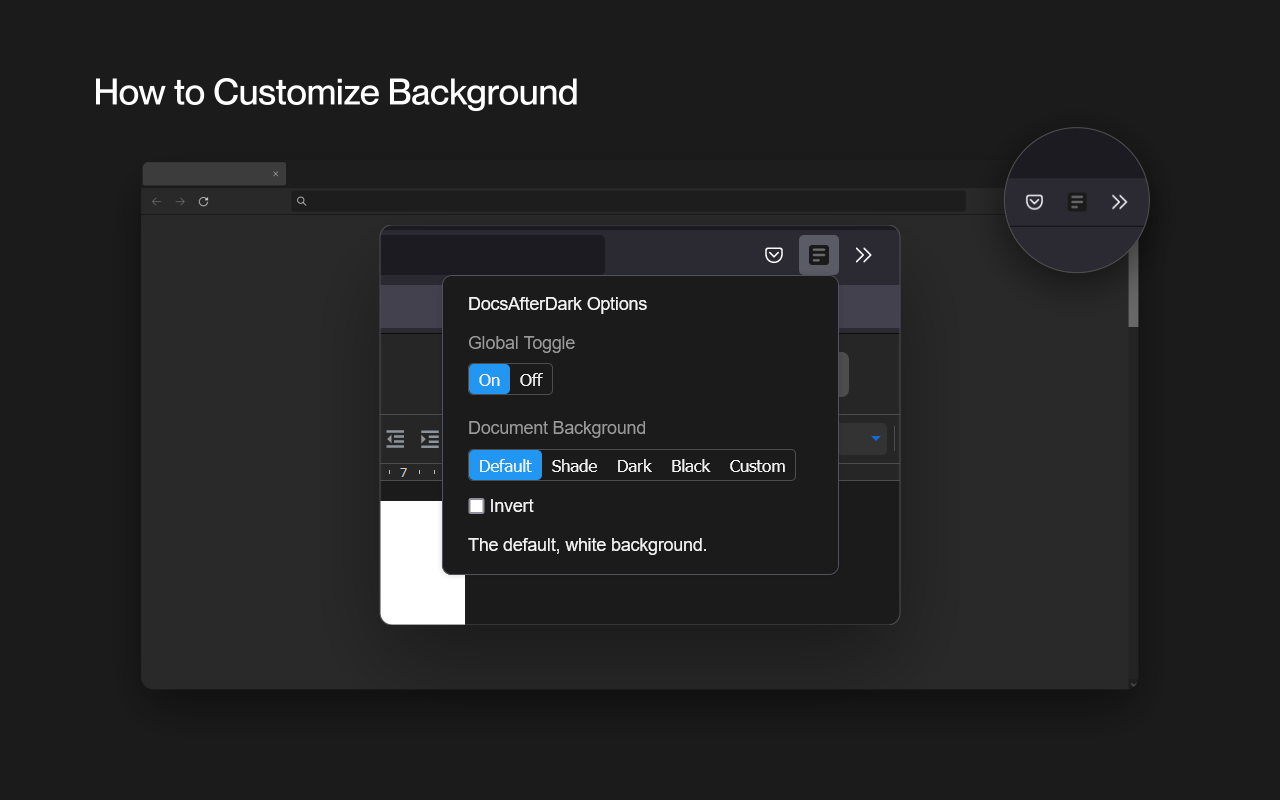 How to Customize Background
DocsAfterDark Options
Global Toggle
On Off
Document Background
Default Shade Dark Black Custom
7
Invert
The default, white background.